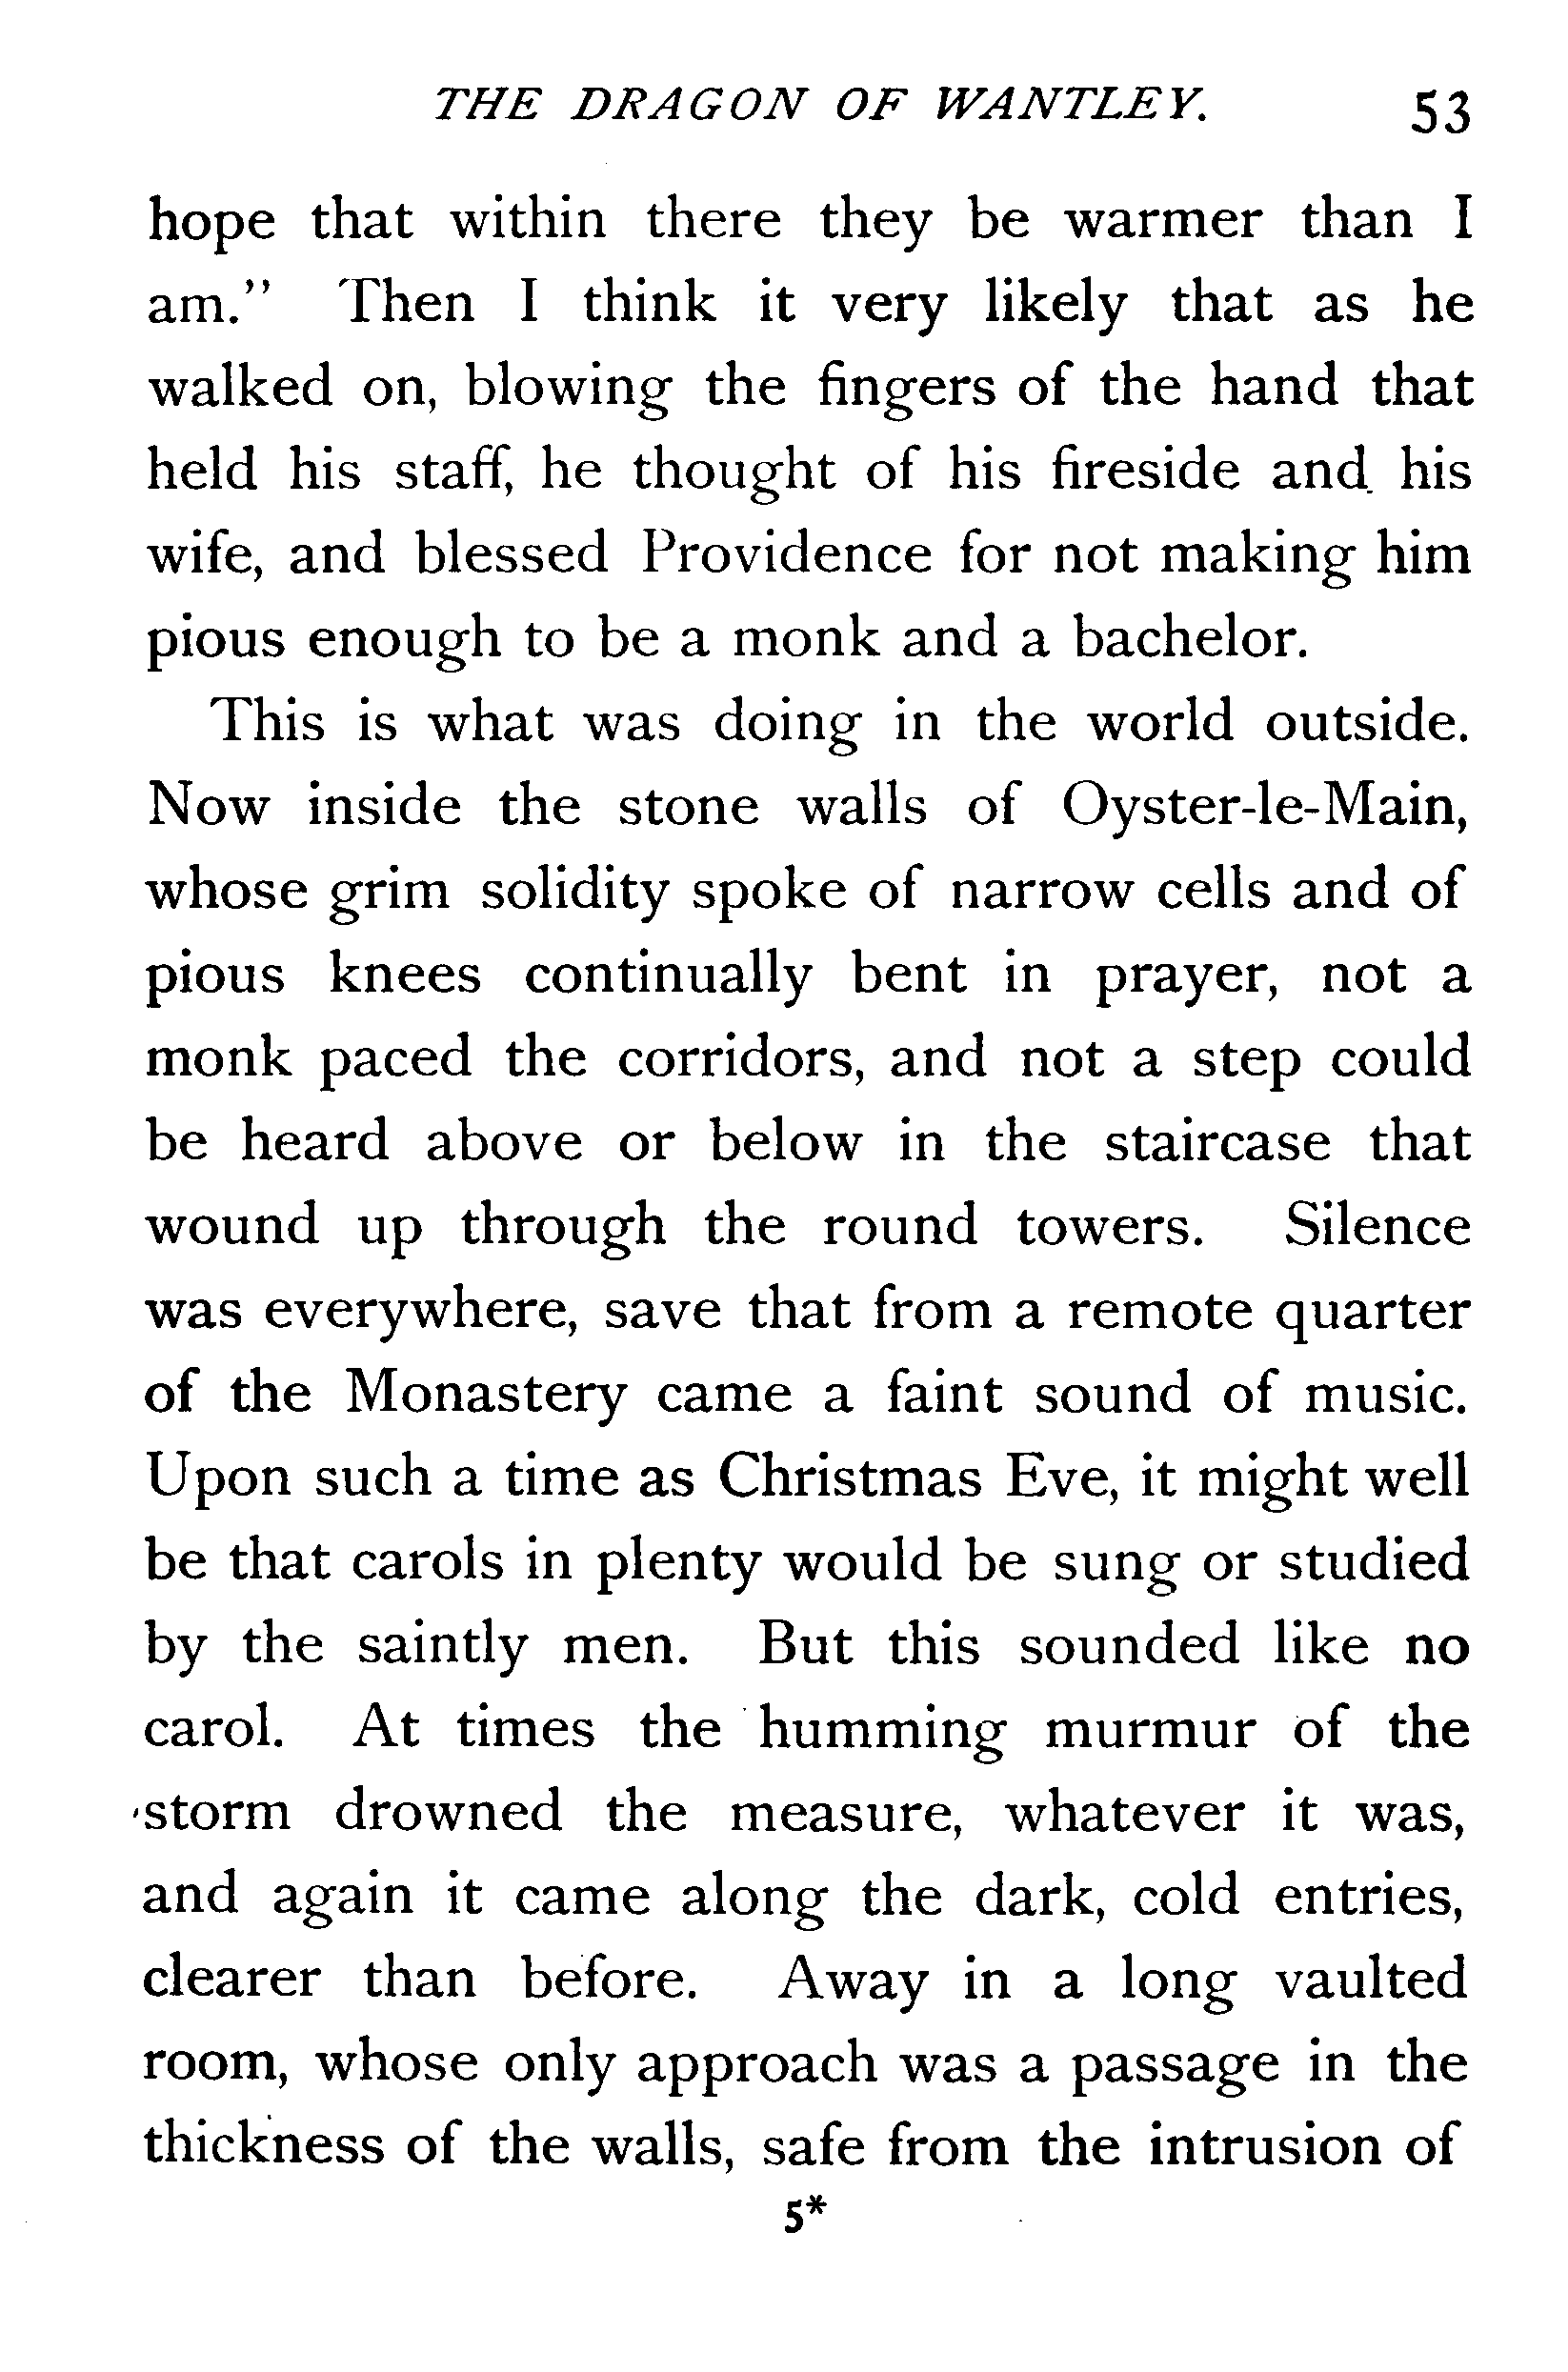 THE DRAGON OF WANTLEY. 53
hope that within there they be warmer than I
am.” Then I think it very likely that as he
walked on, blowing the fingers of the hand that
held his staff, he thought of his fireside and his
wife, and blessed Providence for not making him
pious enough to be a monk and a bachelor.
This is what was doing in the world outside.
Now inside the stone walls of Oyster-le-Main,
whose grim solidity spoke of narrow cells and of
pious knees continually bent in prayer, not a
monk paced the corridors, and not a step could
be heard above or below in the staircase that
wound up through the round towers. Silence
was everywhere, save that from a remote quarter
of the Monastery came a faint sound of music.
Upon such a time as Christmas Eve, it might well
be that carols in plenty would be sung or studied
by the saintly men. But this sounded like no
carol. At times the humming murmur of the
storm drowned the measure, whatever it was,
and again it came along the dark, cold entries,
clearer than before. Away in a long vaulted
room, whose only approach was a passage in the
thickness of the walls, safe from the intrusion of
5*